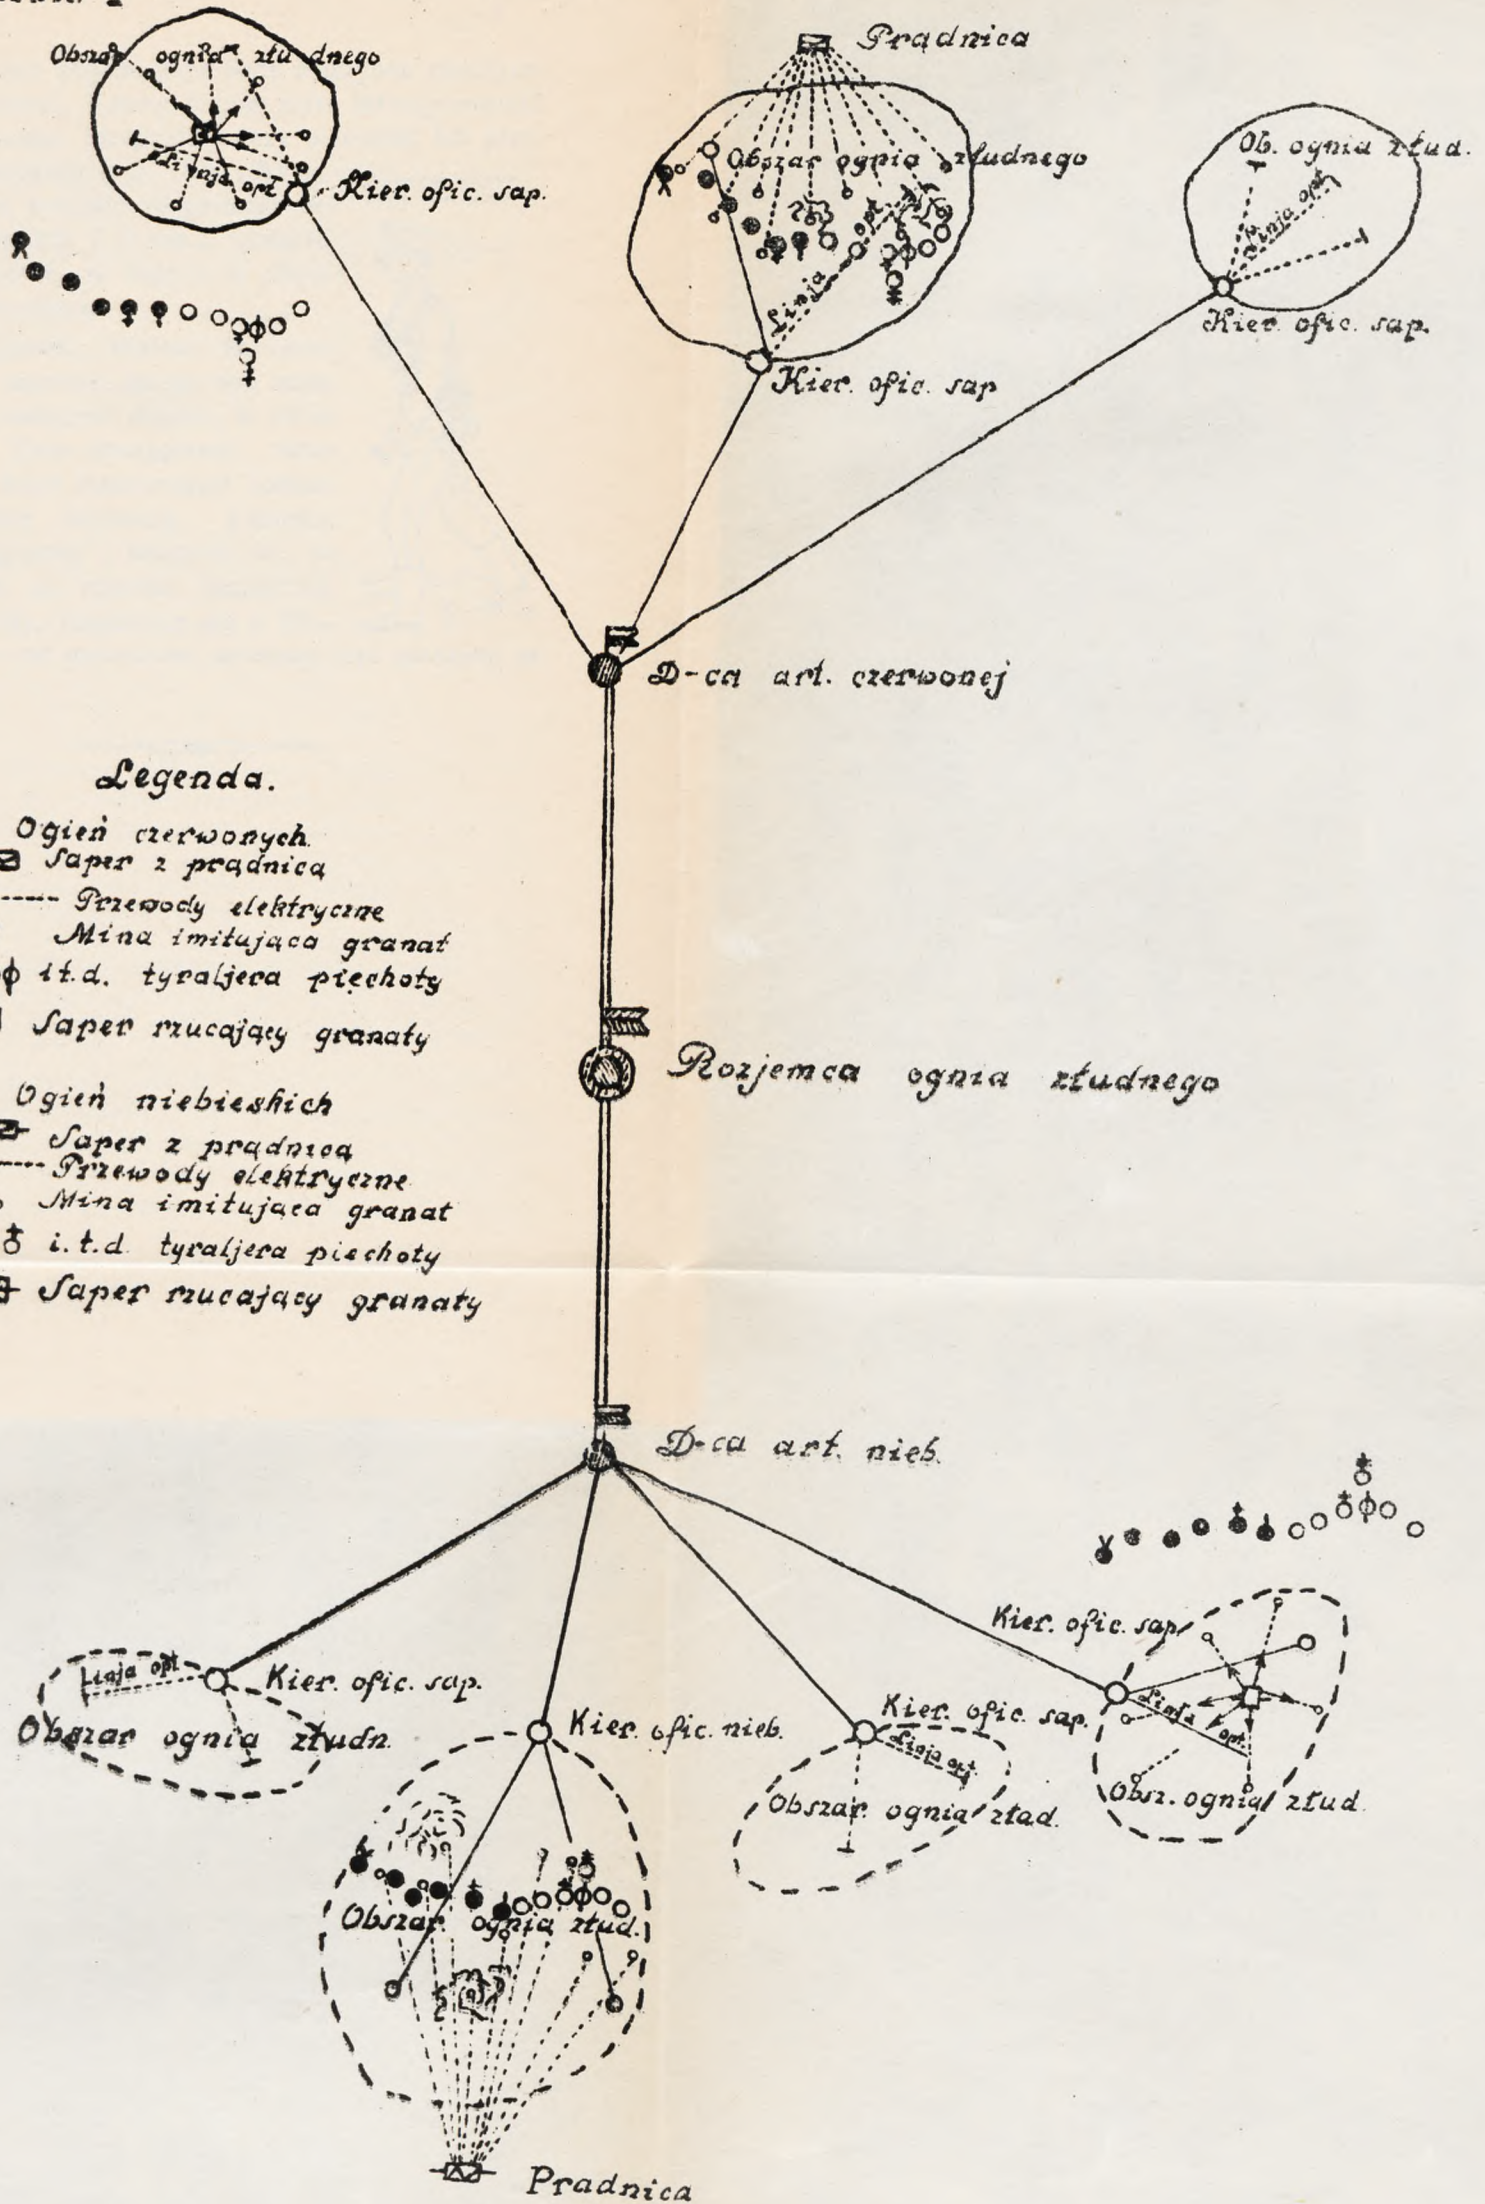 Obszar ognia złudnego
Linja opt
Kier. ofic. sap.
Prądnica
Obszar ognia złudnego
Linja opt.
Kier. ofic. sap
Ob. ognia złud.
Linja opt
Kier. ofic. sap.
D-ca art. czerwonej
Legenda.
Ogień czerwonych.
Saper z prądnicą
Przewody elektryczne
Mina imitująca granat
it.d. tyraljera piechoty
Saper rzucający granaty
Rozjemca ognia złudnego
Ogień niebieskich
Saper z prądnicą
Przewody elektryczne
Mina imitująca granat
i.t.d. tyraljera piechoty
Saper rzucający granaty
D-ca art. nieb.
Linja opt
Kier. ofic. sap.
Obszar ognia złudn.
Kier. ofic. nieb.
Obszar ognia złud.
Prądnica
Kier. ofic. sap.
Linja opt.
Obszar. ognia złud.
Kier. ofic. sap
Linja opt.
Obsz. ognia złud.